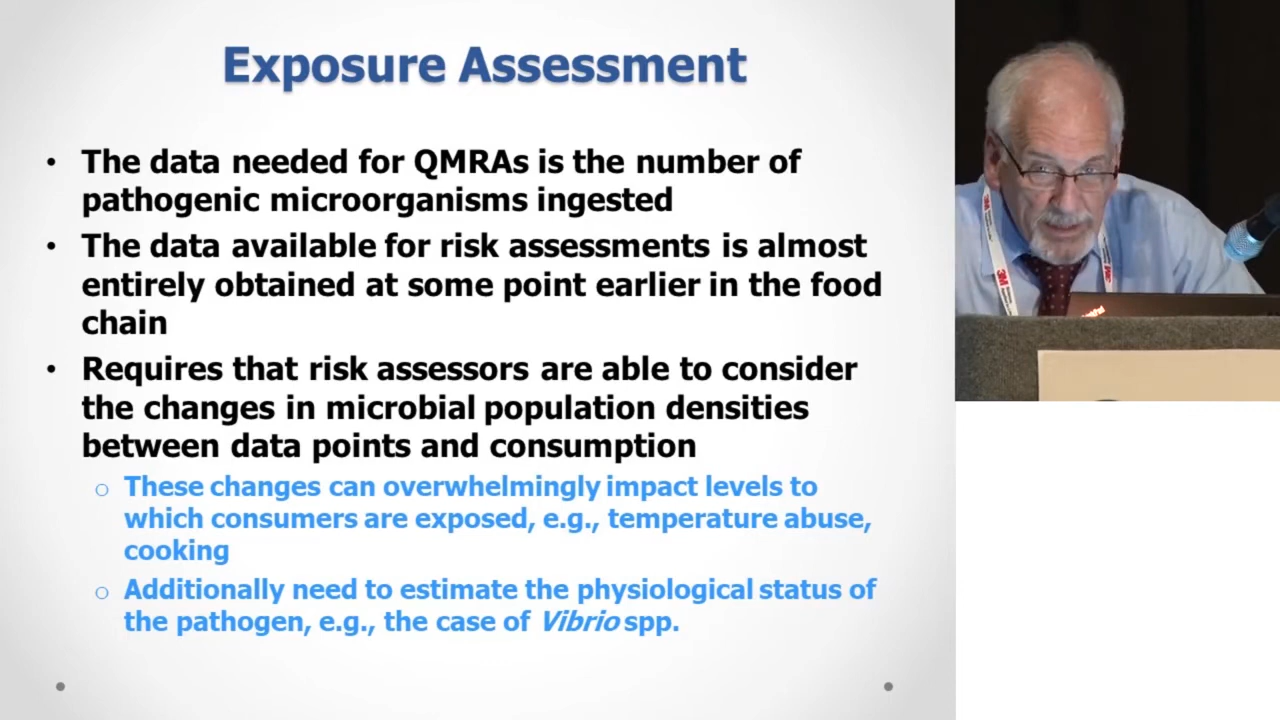 Exposure Assessment
• The data needed for QMRAs is the number of
pathogenic microorganisms ingested
• The data available for risk assessments is almost
entirely obtained at some point earlier in the food
chain
• Requires that risk assessors are able to consider
the changes in microbial population densities
between data points and consumption
○ These changes can overwhelmingly impact levels to
which consumers are exposed, e.g., temperature abuse,
cooking
○ Additionally need to estimate the physiological status of
the pathogen, e.g., the case of Vibrio spp.
3M
3M